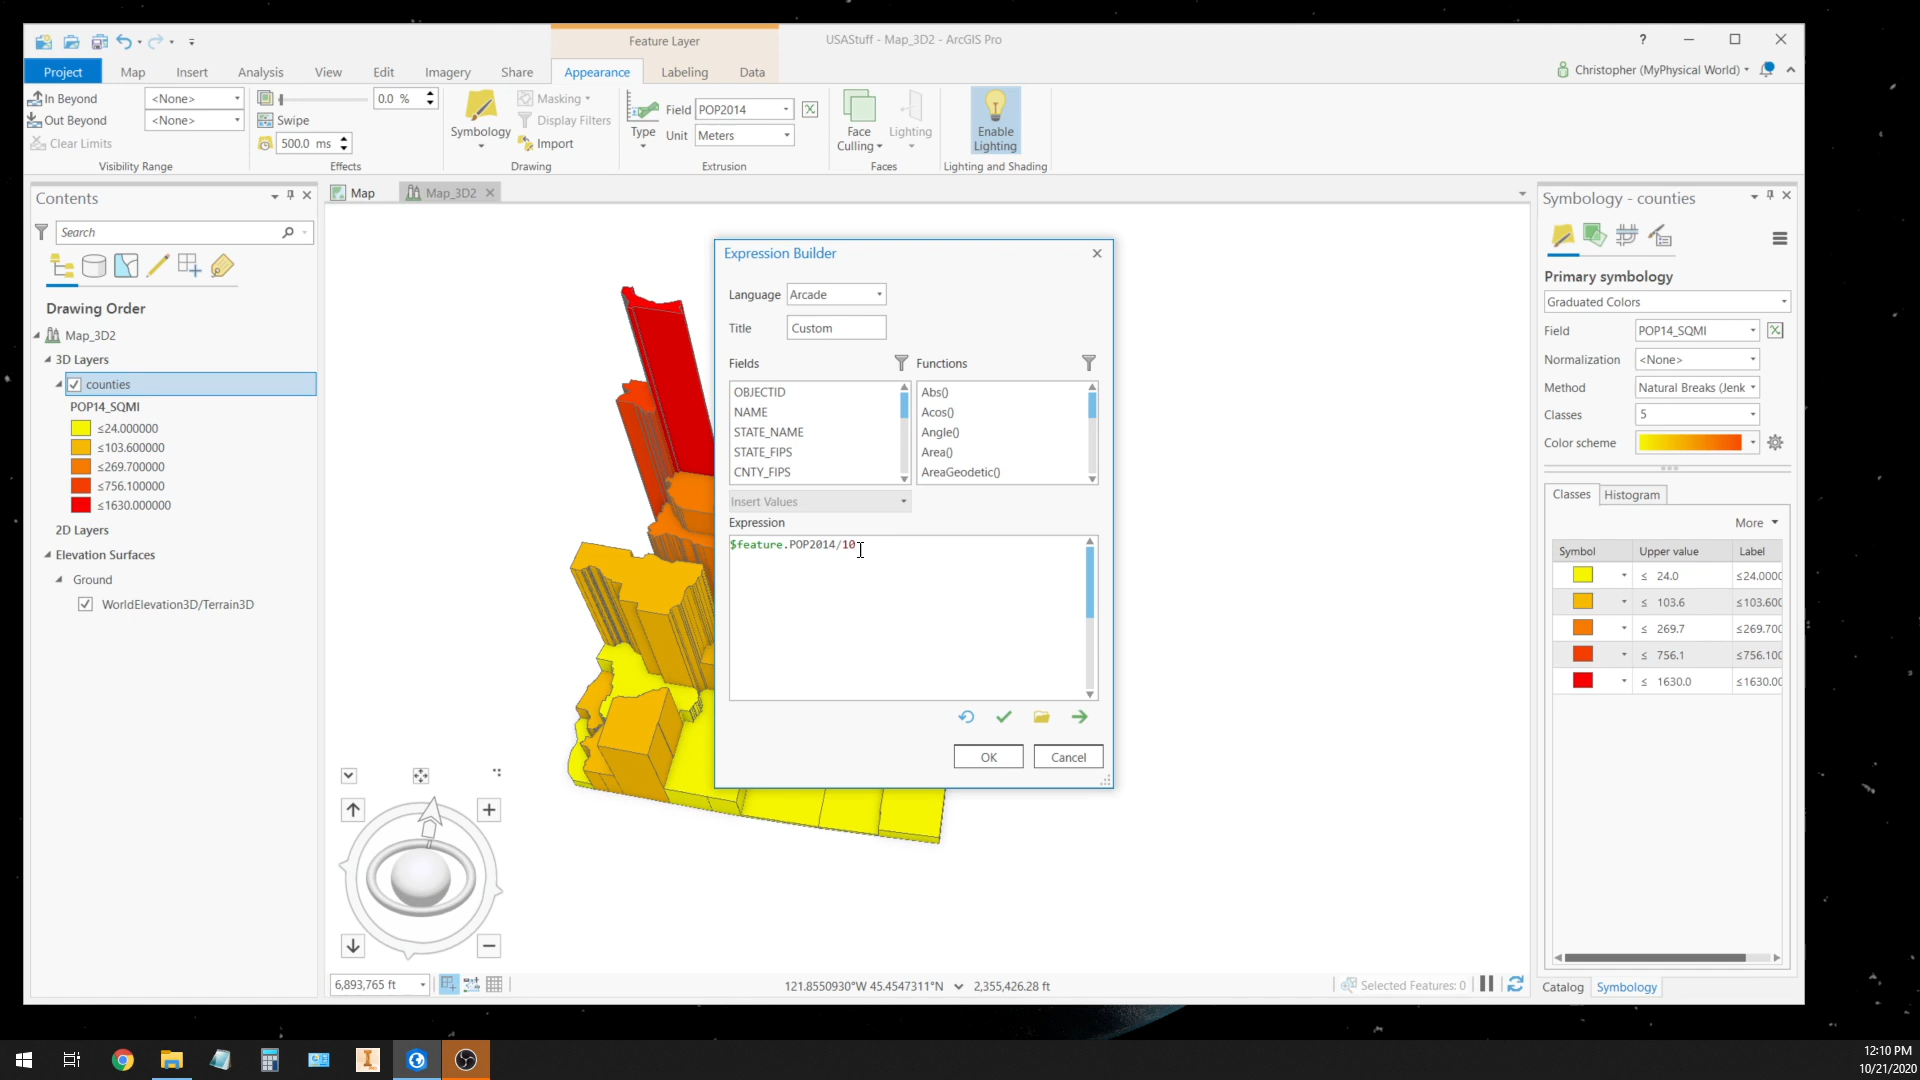 Feature Layer
USAStuff - Map_3D2 - ArcGIS Pro
?
Project
Map
Insert
Analysis
View
Edit
Imagery
Share
Appearance
Labeling
Data
Christopher (MyPhysical World)
In Beyond
<None>
Out Beyond
<None>
Clear Limits
Visibility Range
0.0 %
Swipe
500.0 ms
Effects
Symbology
Masking
Display Filters
Import
Drawing
Type
Field
POP2014
Unit
Meters
Extrusion
Face
Culling
Lighting
Faces
Enable
Lighting
Lighting and Shading
Contents
Search
Drawing Order
Map_3D2
3D Layers
counties
POP14_SQMI
≤24.000000
≤103.600000
≤269.700000
≤756.100000
≤1630.000000
2D Layers
Elevation Surfaces
Ground
WorldElevation3D/Terrain3D
Map
Map_3D2
Expression Builder
Language
Arcade
Title
Custom
Fields
OBJECTID
NAME
STATE_NAME
STATE_FIPS
CNTY_FIPS
Functions
Abs()
Acos()
Angle()
Area()
AreaGeodetic()
Insert Values
Expression
$feature.POP2014/10
OK
Cancel
6,893,765 ft
121.8550930°W 45.4547311°N
2,355,426.28 ft
Selected Features: 0
Symbology - counties
Primary symbology
Graduated Colors
Field
POP14_SQMI
Normalization
<None>
Method
Natural Breaks (Jenk
Classes
5
Color scheme
Classes
Histogram
More
Symbol
Upper value
Label
≤ 24.0
≤24.000
≤ 103.6
≤103.60
≤ 269.7
≤269.70
≤ 756.1
≤756.10
≤ 1630.0
≤1630.0
Catalog
Symbology
12:10 PM
10/21/2020